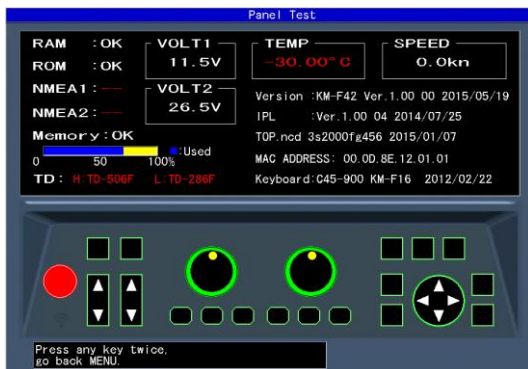 Panel Test
RAM :OK
ROM :OK
NMEA1: --
NMEA2: --
Memory:OK
:Used
0 50 100%
TD: H:TD-506F L:TD-286F
VOLT1
11.5V
VOLT2
26.5V
TEMP
-30.00°C
SPEED
0.0kn
Version :KM-F42 Ver.1.00 00 2015/05/19
IPL :Ver.1.00 04 2014/07/25
TOP.ncd 3s2000fg456 2015/01/07
MAC ADDRESS: 00.0D.8E.12.01.01
Keyboard:C45-900 KM-F16 2012/02/22
Press any key twice,
go back MENU.